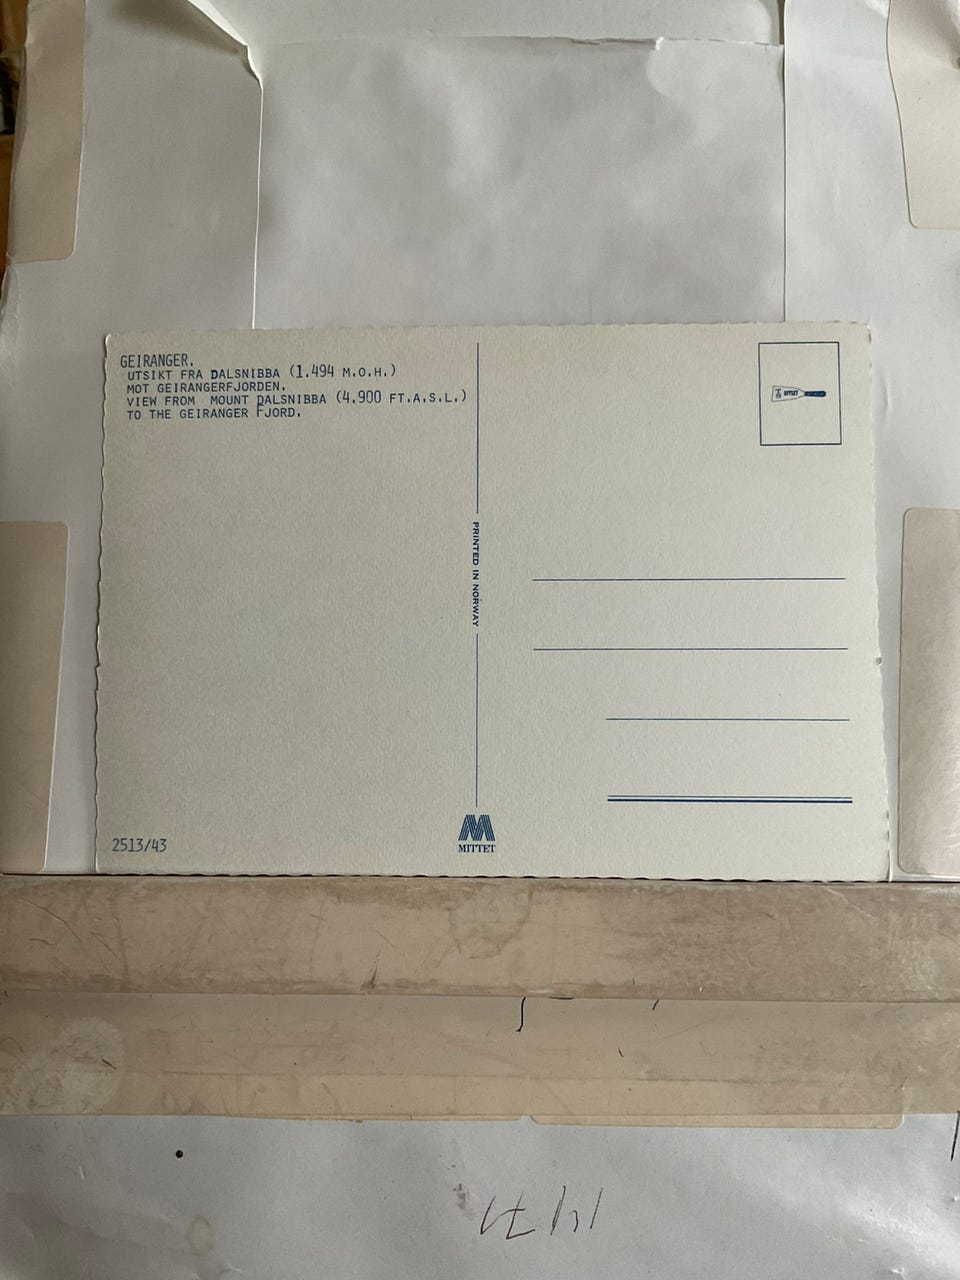 GEIRANGER.
UTSIKT FRA DALSNIBBA (1.494 M.O.H.)
MOT GEIRANGERFJORDEN.
VIEW FROM MOUNT DALSNIBBA (4.900 FT.A.S.L.)
TO THE GEIRANGER FJORD.
OFFSET
PRINTED IN NORWAY
2513/43
MITTET